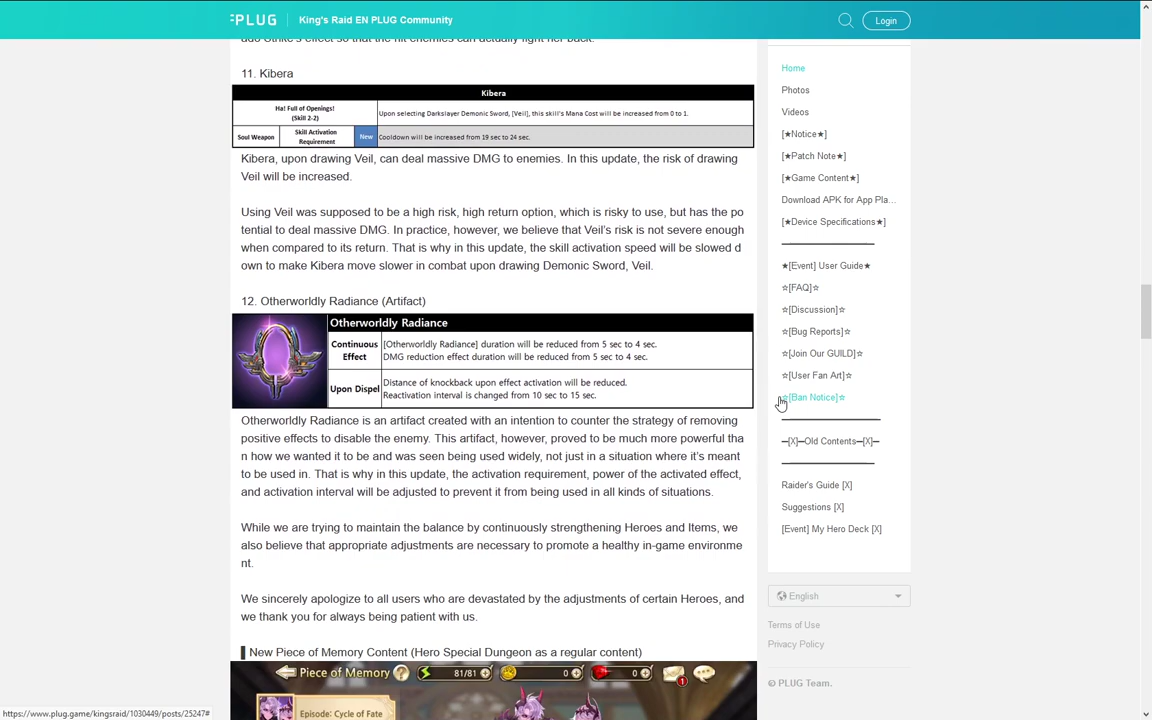 PLUG
King's Raid EN PLUG Community
Login
ado Strike's effect so that the hit enemies can actually fight her back.
11. Kibera
Kibera
Ha! Full of Openings!
(Skill 2-2)
Upon selecting Darkslayer Demonic Sword, [Veil], this skill's Mana Cost will be increased from 0 to 1.
Soul Weapon
Skill Activation
Requirement
New
Cooldown will be increased from 19 sec to 24 sec.
Kibera, upon drawing Veil, can deal massive DMG to enemies. In this update, the risk of drawing
Veil will be increased.
Using Veil was supposed to be a high risk, high return option, which is risky to use, but has the po
tential to deal massive DMG. In practice, however, we believe that Veil's risk is not severe enough
when compared to its return. That is why in this update, the skill activation speed will be slowed d
own to make Kibera move slower in combat upon drawing Demonic Sword, Veil.
12. Otherworldly Radiance (Artifact)
Otherworldly Radiance
Continuous
Effect
[Otherworldly Radiance] duration will be reduced from 5 sec to 4 sec.
DMG reduction effect duration will be reduced from 5 sec to 4 sec.
Upon Dispel
Distance of knockback upon effect activation will be reduced.
Reactivation interval is changed from 10 sec to 15 sec.
Otherworldly Radiance is an artifact created with an intention to counter the strategy of removing
positive effects to disable the enemy. This artifact, however, proved to be much more powerful tha
n how we wanted it to be and was seen being used widely, not just in a situation where it's meant
to be used in. That is why in this update, the activation requirement, power of the activated effect,
and activation interval will be adjusted to prevent it from being used in all kinds of situations.
While we are trying to maintain the balance by continuously strengthening Heroes and Items, we
also believe that appropriate adjustments are necessary to promote a healthy in-game environme
nt.
We sincerely apologize to all users who are devastated by the adjustments of certain Heroes, and
we thank you for always being patient with us.
▌New Piece of Memory Content (Hero Special Dungeon as a regular content)
Piece of Memory
?
81/81
0
0
1
Episode: Cycle of Fate
Home
Photos
Videos
[★Notice★]
[★Patch Note★]
[★Game Content★]
Download APK for App Pla...
[★Device Specifications★]
★[Event] User Guide★
☆[FAQ]☆
☆[Discussion]☆
☆[Bug Reports]☆
☆[Join Our GUILD]☆
☆[User Fan Art]☆
☆[Ban Notice]☆
━[X]━Old Contents━[X]━
Raider's Guide [X]
Suggestions [X]
[Event] My Hero Deck [X]
English
Terms of Use
Privacy Policy
© PLUG Team.
https://www.plug.game/kingsraid/1030449/posts/25247#